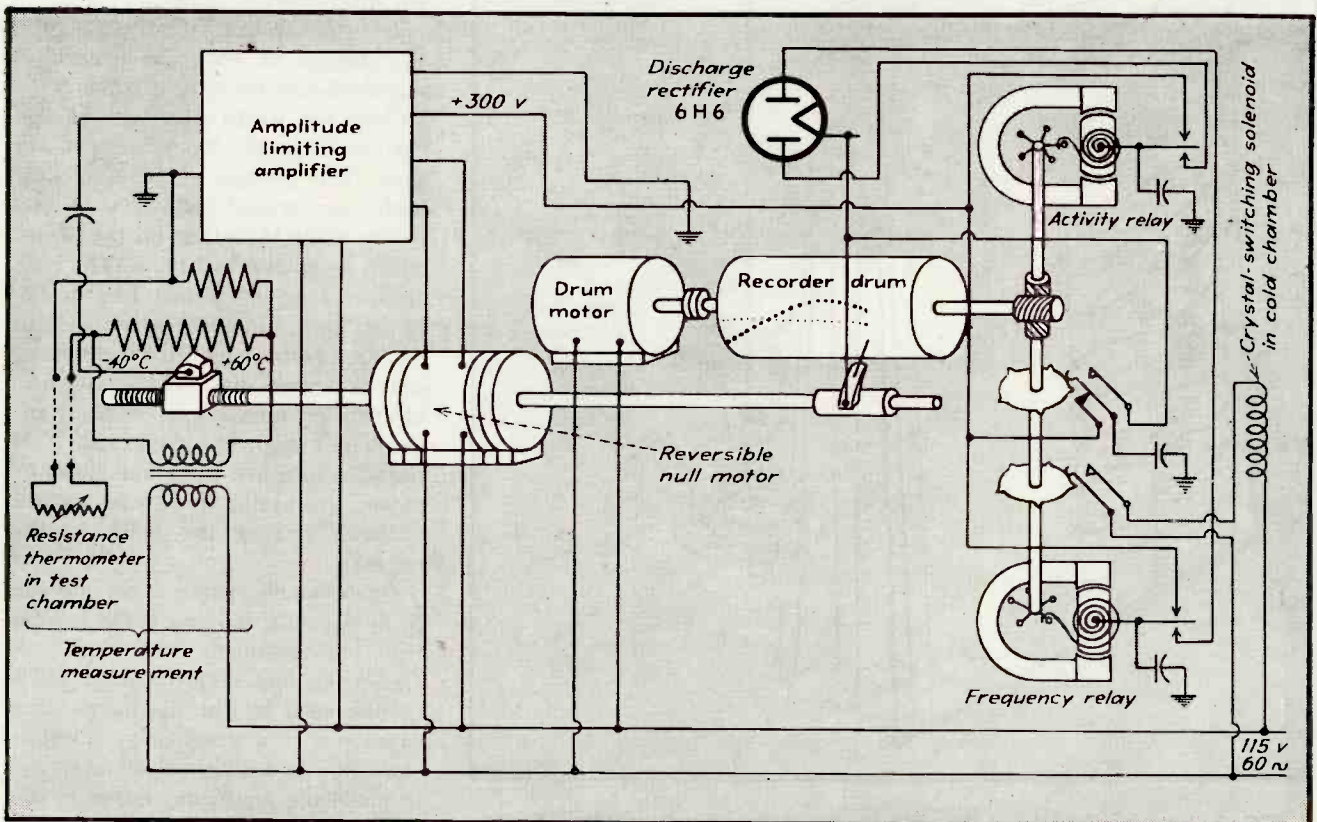 Amplitude
limiting
amplifier
+300 v
Discharge
rectifier
6H6
Activity relay
Crystal-switching solenoid
in cold chamber
Drum
motor
Recorder drum
-40°C
+60°C
Reversible
null motor
Resistance
thermometer
in test
chamber
Temperature
measurement
Frequency relay
115 v
60 ~